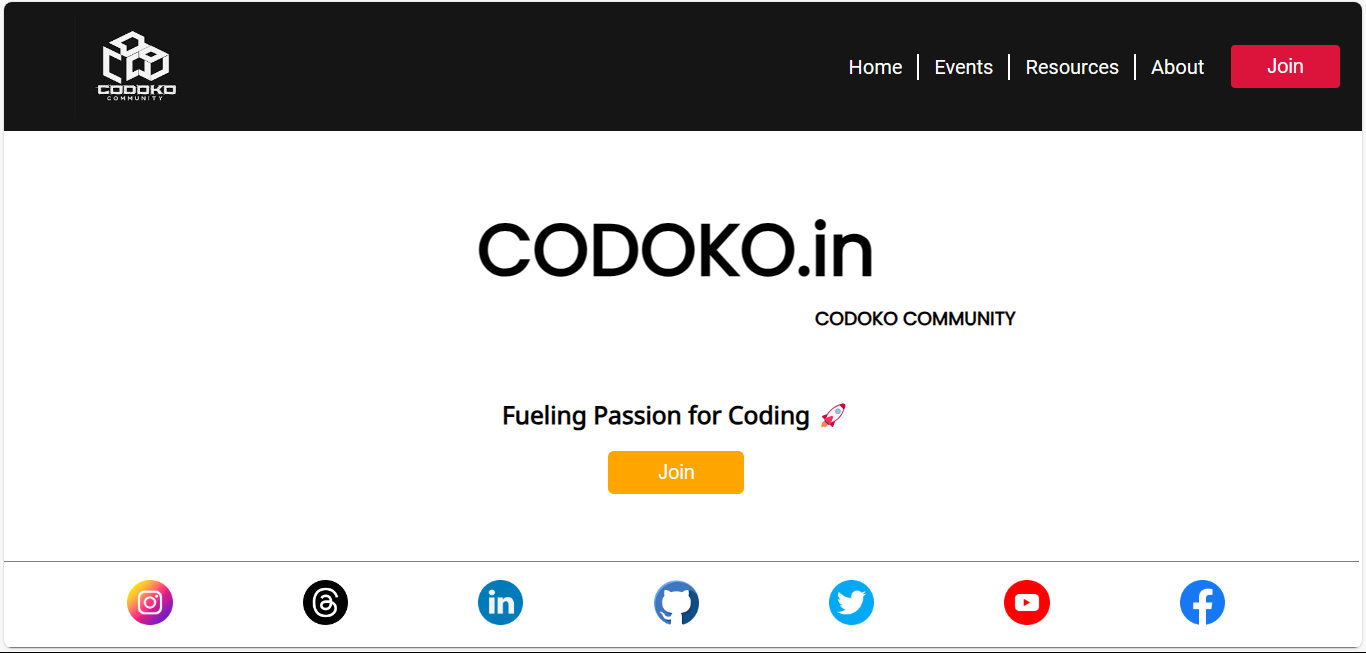 CODOKO
COMMUNITY
Home Events Resources About Join
CODOKO.in
CODOKO COMMUNITY
Fueling Passion for Coding 🚀
Join
in